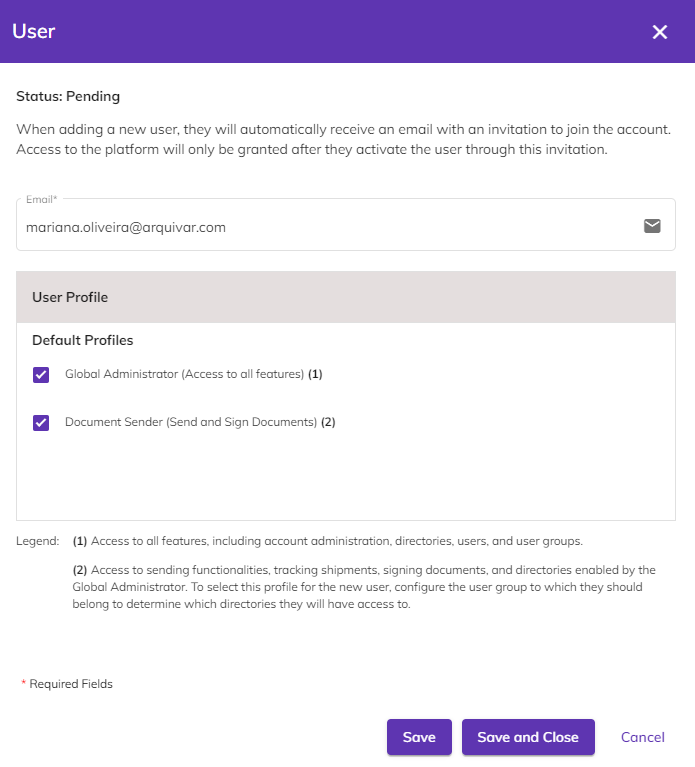 User
Status: Pending
When adding a new user, they will automatically receive an email with an invitation to join the account.
Access to the platform will only be granted after they activate the user through this invitation.
Email*
mariana.oliveira@arquivar.com
User Profile
Default Profiles
Global Administrator (Access to all features) (1)
Document Sender (Send and Sign Documents) (2)
Legend: (1) Access to all features, including account administration, directories, users, and user groups.
(2) Access to sending functionalities, tracking shipments, signing documents, and directories enabled by the
Global Administrator. To select this profile for the new user, configure the user group to which they should
belong to determine which directories they will have access to.
* Required Fields
Save Save and Close Cancel